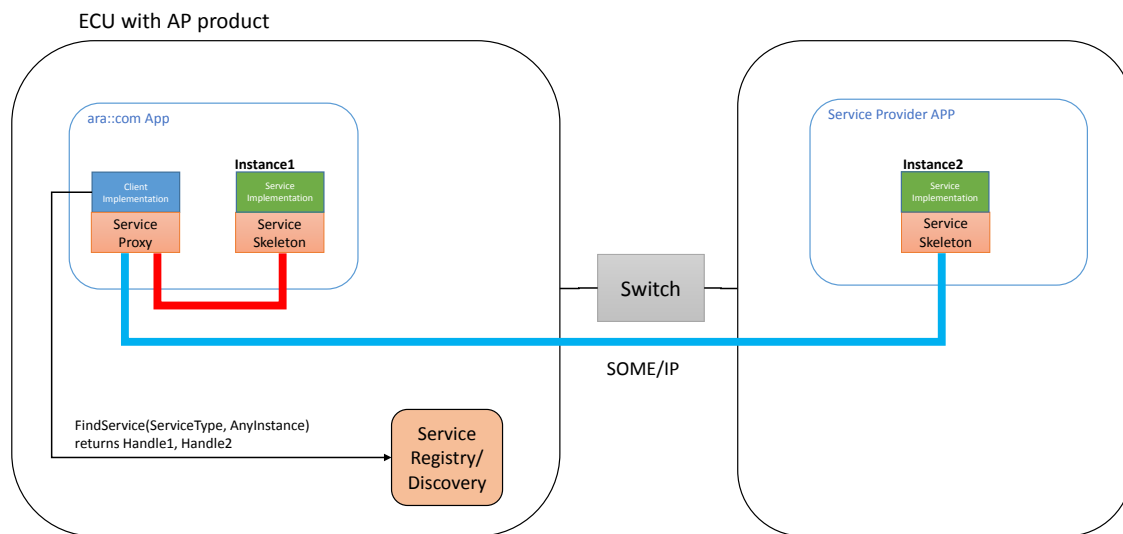 ECU with AP product
ara::com App
Client
Implementation
Service
Proxy
Instance1
Service
Implementation
Service
Skeleton
Service Provider APP
Instance2
Service
Implementation
Service
Skeleton
Switch
SOME/IP
FindService(ServiceType, AnyInstance)
returns Handle1, Handle2
Service
Registry/
Discovery